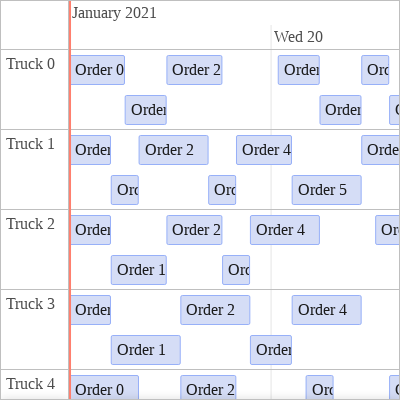 January 2021
Wed 20
Truck 0
Order 0
Order 2
Order
Orc
Order
Order
Truck 1
Order
Order 2
Order 4
Orde
Orc
Orc
Order 5
Truck 2
Order
Order 2
Order 4
Or
Order 1
Orc
Truck 3
Order
Order 2
Order 4
Order 1
Order
Truck 4
Order 0
Order 2
Orc